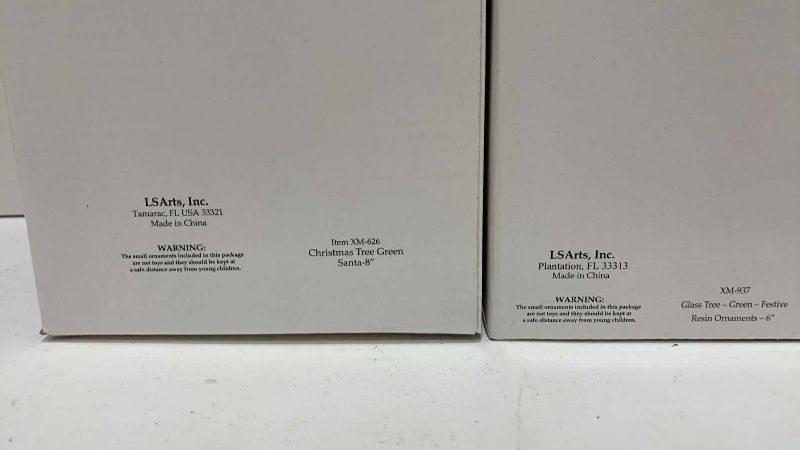 LSArts, Inc.
Tamarac, FL USA 33321
Made in China
WARNING:
The small ornaments included in this package
are not toys and they should be kept at
a safe distance away from young children.
Item XM-626
Christmas Tree Green
Santa-8"
LSArts, Inc.
Plantation, FL 33313
Made in China
WARNING:
The small ornaments included in this package
are not toys and they should be kept at
a safe distance away from young children.
XM-937
Glass Tree – Green – Festive
Resin Ornaments – 6"